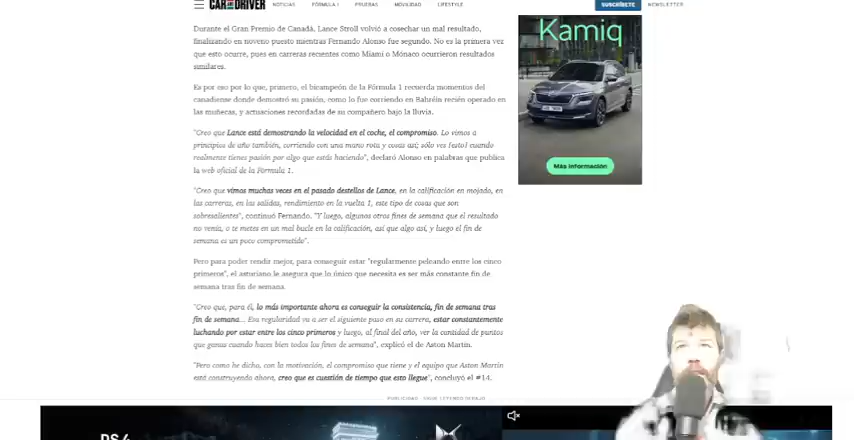 CAR AND DRIVER
NOTICIAS
FÓRMULA 1
PRUEBAS
MOVILIDAD
LIFESTYLE
SUSCRÍBETE
NEWSLETTER
Durante el Gran Premio de Canadá, Lance Stroll volvió a cosechar un mal resultado,
finalizando en noveno puesto mientras Fernando Alonso fue segundo. No es la primera vez
que esto ocurre, pues en carreras recientes como Miami o Mónaco ocurrieron resultados
similares.
Es por eso por lo que, primero, el bicampeón de la Fórmula 1 recuerda momentos del
canadiense donde demostró su pasión, como lo fue corriendo en Bahréin recién operado en
las muñecas, y actuaciones recordadas de su compañero bajo la lluvia.
"Creo que Lance está demostrando la velocidad en el coche, el compromiso. Lo vimos a
principios de año también, corriendo con una mano rota y cosas así; sólo ves [esto] cuando
realmente tienes pasión por algo que estás haciendo", declaró Alonso en palabras que publica
la web oficial de la Fórmula 1.
"Creo que vimos muchas veces en el pasado destellos de Lance, en la calificación en mojado, en
las carreras, en las salidas, rendimiento en la vuelta 1, este tipo de cosas que son
sobresalientes", continuó Fernando. "Y luego, algunos otros fines de semana que el resultado
no venía, o te metes en un mal bucle en la calificación, así que algo así, y luego el fin de
semana es un poco comprometido".
Pero para poder rendir mejor, para conseguir estar "regularmente peleando entre los cinco
primeros", el asturiano le asegura que lo único que necesita es ser más constante fin de
semana tras fin de semana.
"Creo que, para él, lo más importante ahora es conseguir la consistencia, fin de semana tras
fin de semana... Esa regularidad va a ser el siguiente paso en su carrera, estar constantemente
luchando por estar entre los cinco primeros y luego, al final del año, ver la cantidad de puntos
que ganas cuando haces bien todos los fines de semana", explicó el de Aston Martin.
"Pero como he dicho, con la motivación, el compromiso que tiene y el equipo que Aston Martin
está construyendo ahora, creo que es cuestión de tiempo que esto llegue", concluyó el #14.
PUBLICIDAD - SIGUE LEYENDO DEBAJO
Kamiq
Más información
DS 4